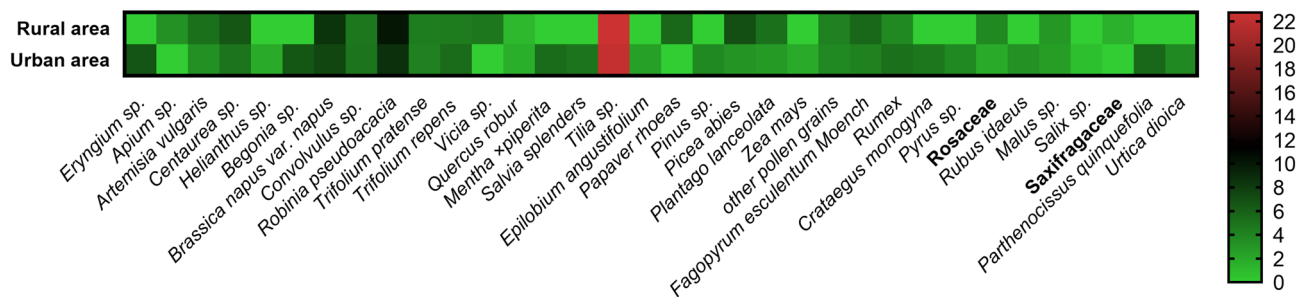 Rural area
Urban area
Eryngium sp.
Apium sp.
Artemisia vulgaris
Centaurea sp.
Helianthus sp.
Begonia sp.
Brassica napus var. napus
Convolvulus sp.
Robinia pseudoacacia
Trifolium pratense
Trifolium repens
Vicia sp.
Quercus robur
Mentha ×piperita
Salvia splenders
Tilia sp.
Epilobium angustifolium
Papaver rhoeas
Pinus sp.
Picea abies
Plantago lanceolata
Zea mays
other pollen grains
Fagopyrum esculentum Moench
Rumex
Crataegus monogyna
Pyrus sp.
Rosaceae
Rubus idaeus
Malus sp.
Salix sp.
Saxifragaceae
Parthenocissus quinquefolia
Urtica dioica
22
20
18
16
14
12
10
8
6
4
2
0